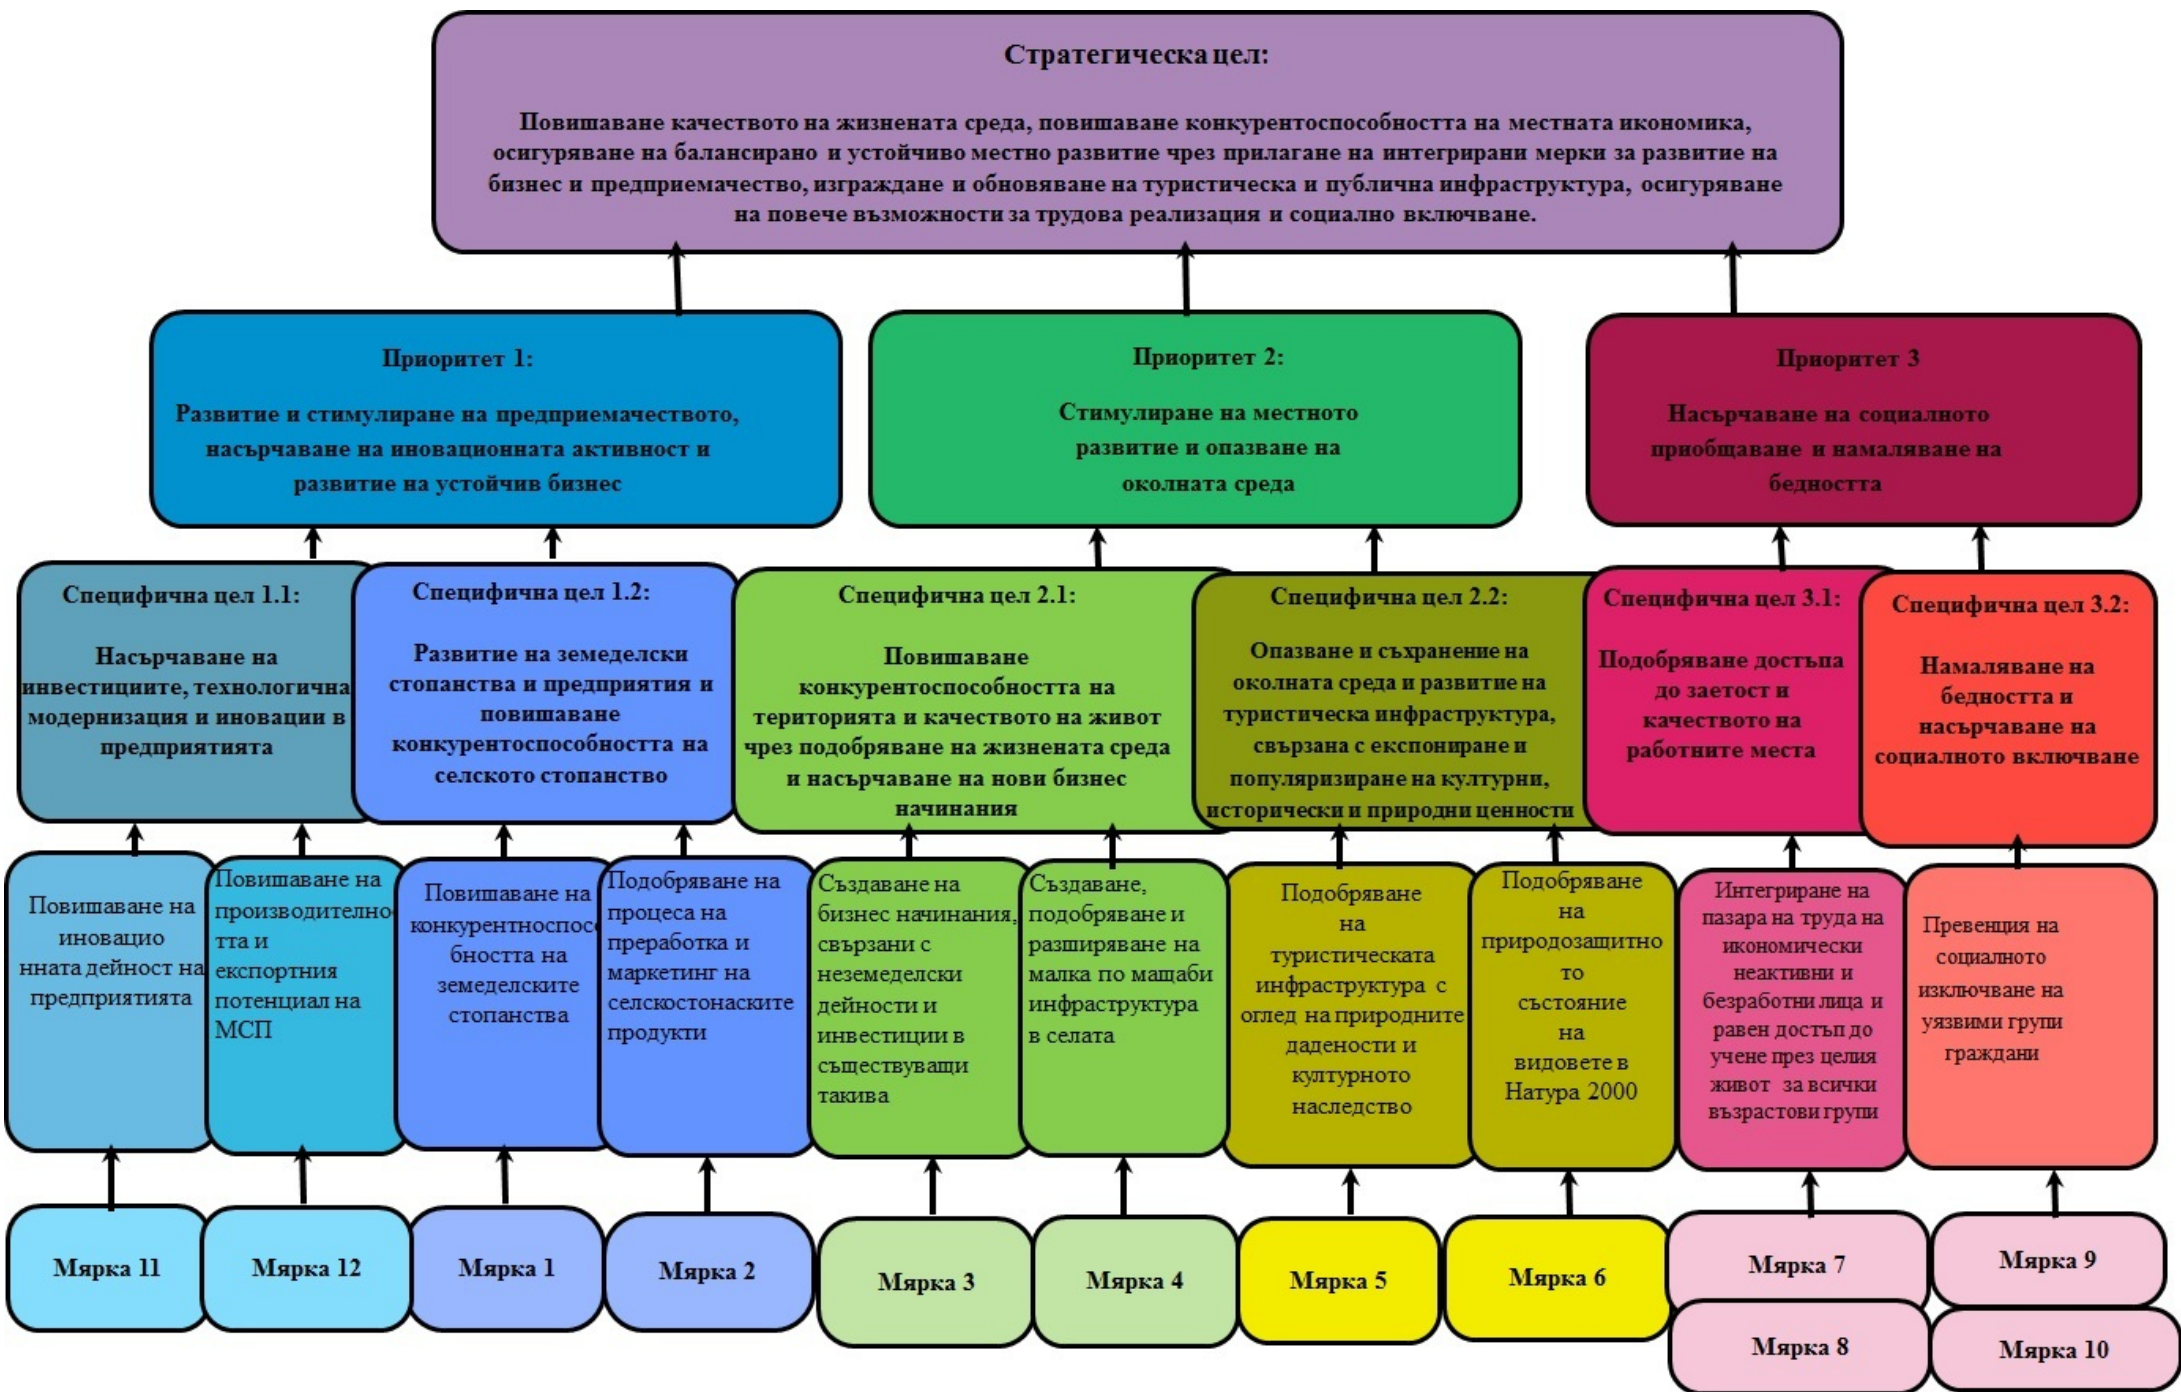 Стратегическа цел:
Повишаване качеството на жизнената среда, повишаване конкурентоспособността на местната икономика,
осигуряване на балансирано и устойчиво местно развитие чрез прилагане на интегрирани мерки за развитие на
бизнес и предприемачество, изграждане и обновяване на туристическа и публична инфраструктура, осигуряване
на повече възможности за трудова реализация и социално включване.
Приоритет 1:
Развитие и стимулиране на предприемачеството,
насърчаване на иновационната активност и
развитие на устойчив бизнес
Приоритет 2:
Стимулиране на местното
развитие и опазване на
околната среда
Приоритет 3
Насърчаване на социалното
приобщаване и намаляване на
бедността
Специфична цел 1.1:
Насърчаване на
инвестициите, технологична
модернизация и иновации в
предприятията
Специфична цел 1.2:
Развитие на земеделски
стопанства и предприятия и
повишаване
конкурентоспособността на
селското стопанство
Специфична цел 2.1:
Повишаване
конкурентоспособността на
територията и качеството на живот
чрез подобряване на жизнената среда
и насърчаване на нови бизнес
начинания
Специфична цел 2.2:
Опазване и съхранение на
околната среда и развитие на
туристическа инфраструктура,
свързана с експониране и
популяризиране на културни,
исторически и природни ценности
Специфична цел 3.1:
Подобряване достъпа
до заетост и
качеството на
работните места
Специфична цел 3.2:
Намаляване на
бедността и
насърчаване на
социалното включване
Повишаване на
иновацио
нната дейност на
предприятията
Повишаване на
производително
тта и
експортния
потенциал на
МСП
Повишаване на
конкурентноспосо
бността на
земеделските
стопанства
Подобряване на
процеса на
преработка и
маркетинг на
селскостонаските
продукти
Създаване на
бизнес начинания,
свързани с
неземеделски
дейности и
инвестиции в
съществуващи
такива
Създаване,
подобряване и
разширяване на
малка по мащаби
инфраструктура
в селата
Подобряване
на
туристическата
инфраструктура с
оглед на природните
дадености и
културното
наследство
Подобряване
на
природозащитно
то
състояние
на
видовете в
Натура 2000
Интегриране на
пазара на труда на
икономически
неактивни и
безработни лица и
равен достъп до
учене през целия
живот за всички
възрастови групи
Превенция на
социалното
изключване на
уязвими групи
граждани
Мярка 11
Мярка 12
Мярка 1
Мярка 2
Мярка 3
Мярка 4
Мярка 5
Мярка 6
Мярка 7
Мярка 8
Мярка 9
Мярка 10